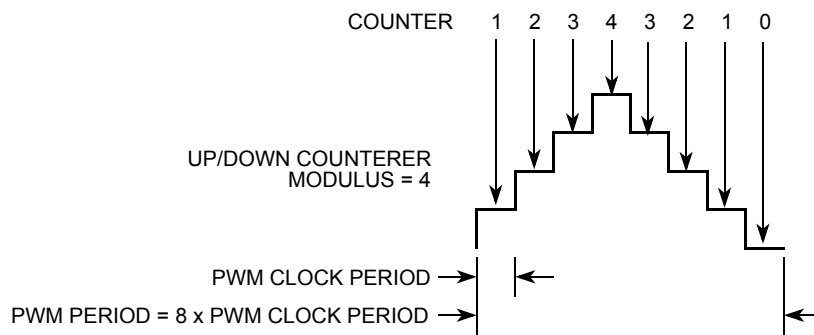 COUNTER 1 2 3 4 3 2 1 0
UP/DOWN COUNTERER
MODULUS = 4
PWM CLOCK PERIOD
PWM PERIOD = 8 x PWM CLOCK PERIOD